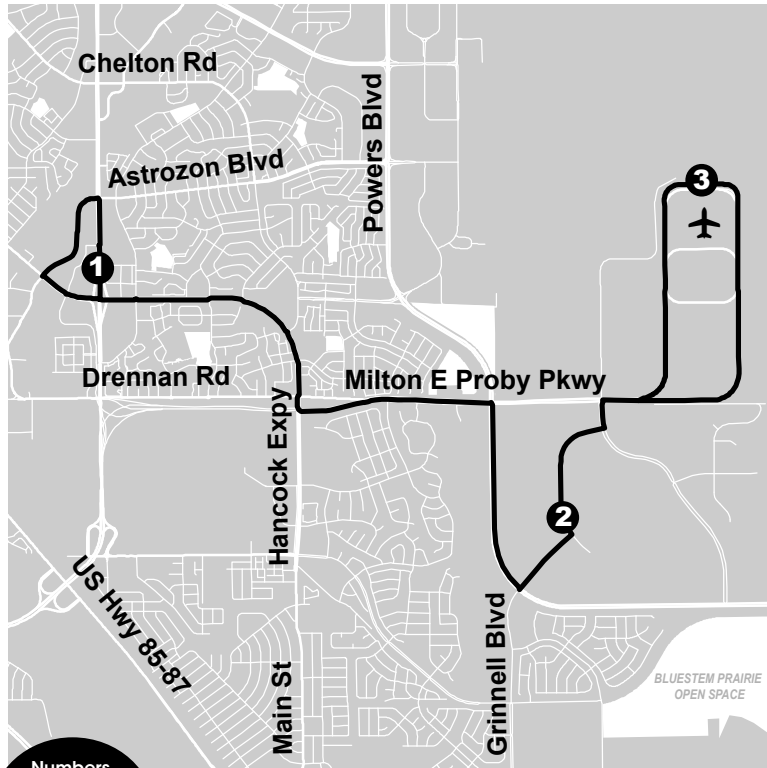 Chelton Rd
Powers Blvd
Astrozon Blvd
3
1
Drennan Rd
Milton E Proby Pkwy
Hancock Expy
2
US Hwy 85-87
Grinnell Blvd
Main St
BLUESTEM PRAIRIE
OPEN SPACE
Numbers